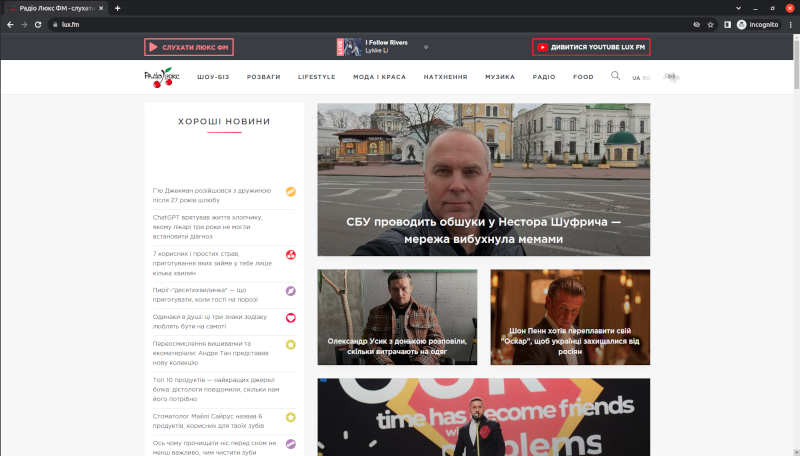 Радіо Люкс ФМ - слухат
lux.fm
Incognito
СЛУХАТИ ЛЮКС ФМ
LIVE
I Follow Rivers
Lykke Li
ДИВИТИСЯ YOUTUBE LUX FM
Радіо Люкс
ШОУ-БІЗ
РОЗВАГИ
LIFESTYLE
МОДА І КРАСА
НАТХНЕННЯ
МУЗИКА
РАДІО
FOOD
UA RU
ХОРОШІ НОВИНИ
Г'ю Джекман розійшовся з дружиною
після 27 років шлюбу
ChatGPT врятував життя хлопчику,
якому лікарі три роки не могли
встановити діагноз
7 корисних і простих страв,
приготування яких займе у тебе лише
кілька хвилин
Пиріг-"десятихвилинка" — що
приготувати, коли гості на порозі
Одинаки в душі: ці три знаки зодіаку
люблять бути на самоті
Переосмислення вишиванки та
екоматеріали: Андре Тан представив
нову колекцію
Топ 10 продуктів — найкращих джерел
білка: дієтологи повідомили, скільки нам
його потрібно
Стоматолог Майлі Сайрус назвав 6
продуктів, корисних для твоїх зубів
Ось чому прочищати ніс перед сном не
менш важливо, чим чистити зуби
СБУ проводить обшуки у Нестора Шуфрича —
мережа вибухнула мемами
Олександр Усик з донькою розповіли,
скільки витрачають на одяг
Шон Пенн хотів переплавити свій
"Оскар", щоб українці захищалися від
росіян
OUR
time has become friends
problems